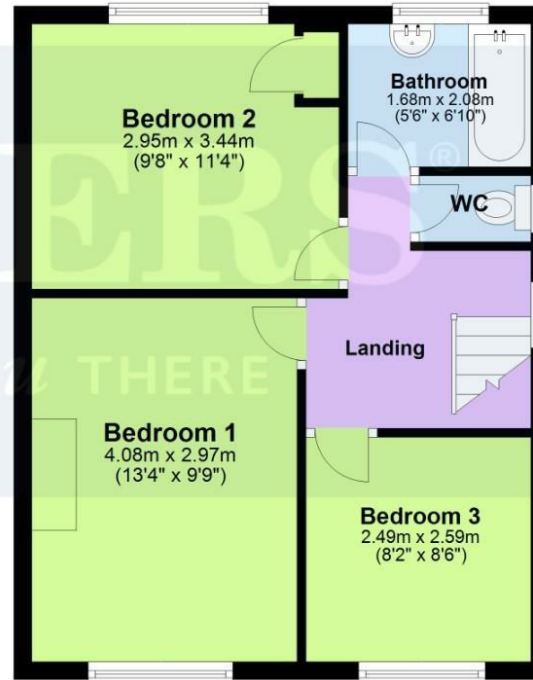 Bedroom 2
2.95m x 3.44m
(9'8" x 11'4")
Bathroom
1.68m x 2.08m
(5'6" x 6'10")
WC
ERS®
THERE
Landing
Bedroom 1
4.08m x 2.97m
(13'4" x 9'9")
Bedroom 3
2.49m x 2.59m
(8'2" x 8'6")